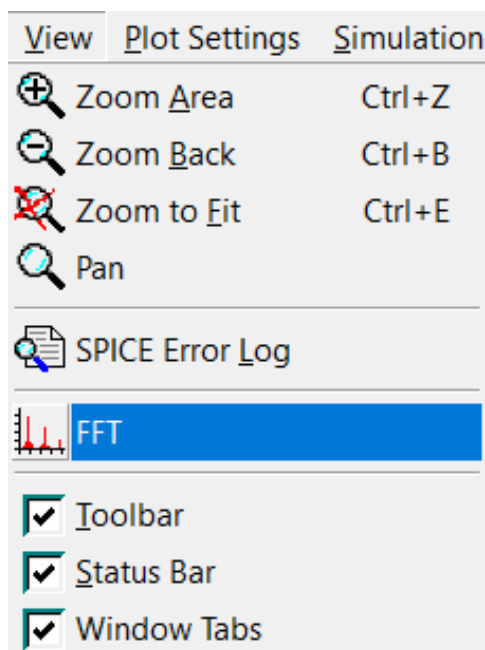 View Plot Settings Simulation
Zoom Area Ctrl+Z
Zoom Back Ctrl+B
Zoom to Fit Ctrl+E
Pan
SPICE Error Log
FFT
Toolbar
Status Bar
Window Tabs